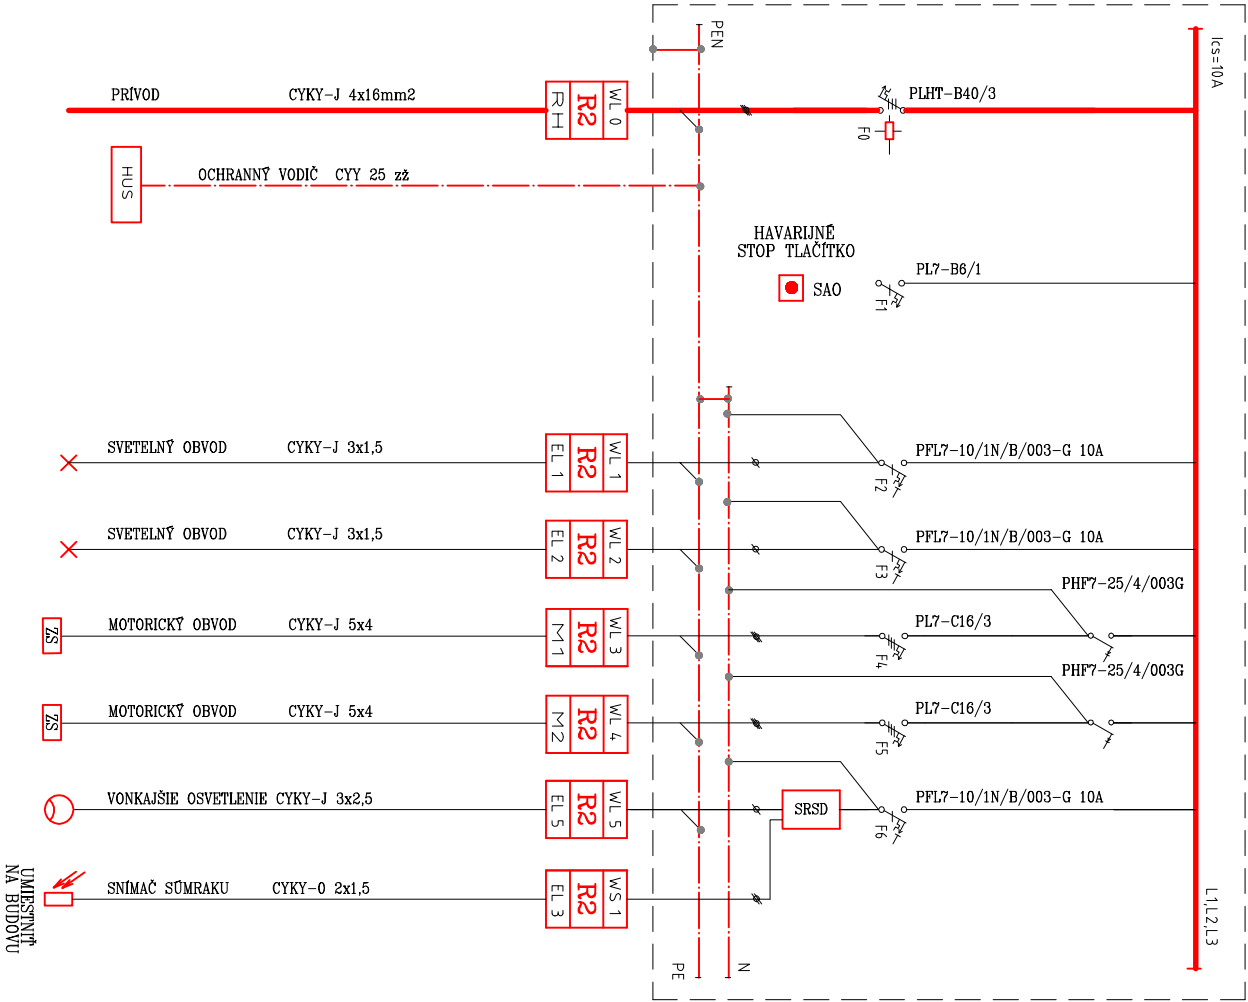 PEN
Ics=10A
PRÍVOD
CYKY-J 4x16mm2
RH
R2
WL 0
PLHT-B40/3
F0
HUS
OCHRANNÝ VODIČ CYY 25 zž
HAVARIJNÉ
STOP TLAČÍTKO
SAO
PL7-B6/1
F1
SVETELNÝ OBVOD
CYKY-J 3x1,5
EL 1
R2
WL 1
PFL7-10/1N/B/003-G 10A
F2
SVETELNÝ OBVOD
CYKY-J 3x1,5
EL 2
R2
WL 2
PFL7-10/1N/B/003-G 10A
F3
PHF7-25/4/003G
ZS
MOTORICKÝ OBVOD
CYKY-J 5x4
M1
R2
WL 3
PL7-C16/3
F4
PHF7-25/4/003G
ZS
MOTORICKÝ OBVOD
CYKY-J 5x4
M2
R2
WL 4
PL7-C16/3
F5
VONKAJŠIE OSVETLENIE CYKY-J 3x2,5
EL 5
R2
WL 5
SRSD
PFL7-10/1N/B/003-G 10A
F6
UMIESTNIŤ
NA BUDOVU
SNÍMAČ SÚMRAKU
CYKY-O 2x1,5
EL 3
R2
WS 1
L1,L2,L3
PE
N